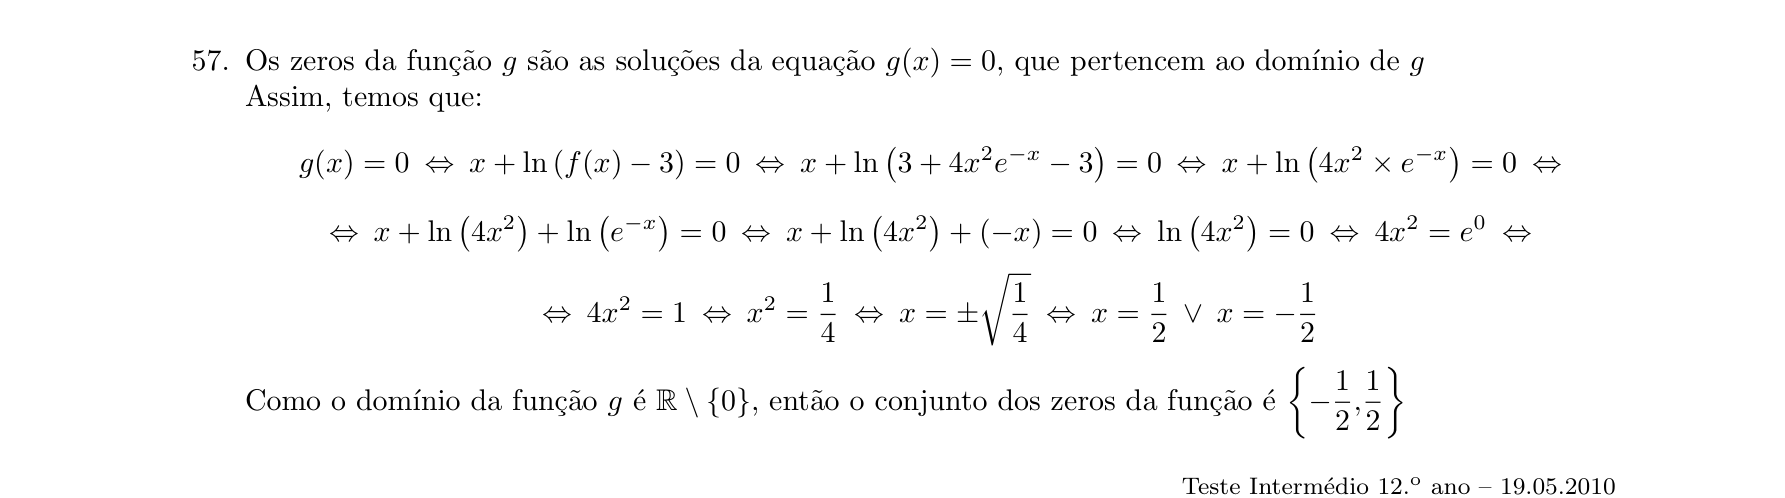 57. Os zeros da função g são as soluções da equação g(x) = 0, que pertencem ao domínio de g
Assim, temos que:
g(x) = 0 ⇔ x + ln (f(x) − 3) = 0 ⇔ x + ln (3 + 4x²e⁻ˣ − 3) = 0 ⇔ x + ln (4x² × e⁻ˣ) = 0 ⇔
⇔ x + ln (4x²) + ln (e⁻ˣ) = 0 ⇔ x + ln (4x²) + (−x) = 0 ⇔ ln (4x²) = 0 ⇔ 4x² = e⁰ ⇔
⇔ 4x² = 1 ⇔ x² = 1/4 ⇔ x = ±√(1/4) ⇔ x = 1/2 ∨ x = −1/2
Como o domínio da função g é ℝ \ {0}, então o conjunto dos zeros da função é {−1/2, 1/2}
Teste Intermédio 12.º ano – 19.05.2010